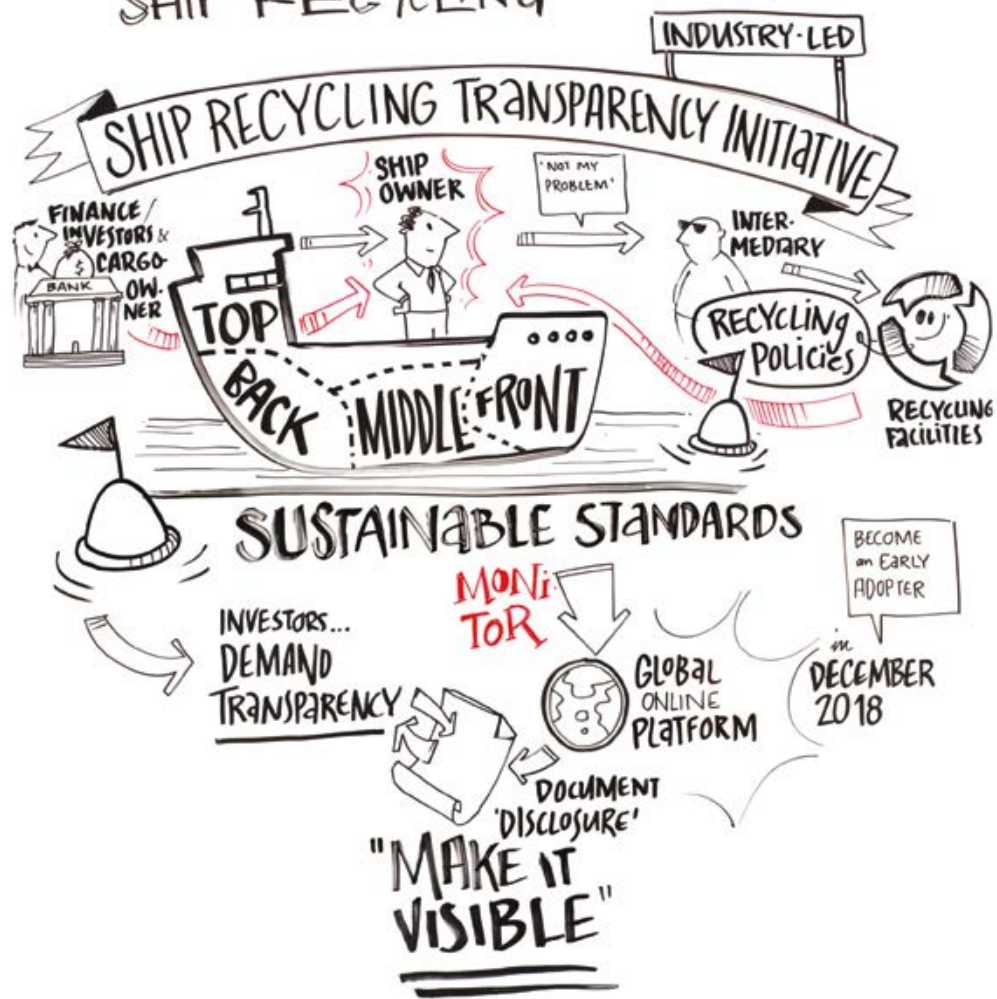 SHIP RECYCLING
INDUSTRY-LED
SHIP RECYCLING TRANSPARENCY INITIATIVE
FINANCE/
INVESTORS &
CARGO
OW-
NER
$
BANK
SHIP
OWNER
'NOT MY
PROBLEM'
INTER-
MEDIARY
RECYCLING
POLICIES
RECYCLING
FACILITIES
TOP
BACK
MIDDLE
FRONT
SUSTAINABLE STANDARDS
BECOME
an EARLY
ADOPTER
in
DECEMBER
2018
MONI-
TOR
INVESTORS...
DEMAND
TRANSPARENCY
GLOBAL
ONLINE
PLATFORM
DOCUMENT
'DISCLOSURE'
"MAKE IT
VISIBLE"